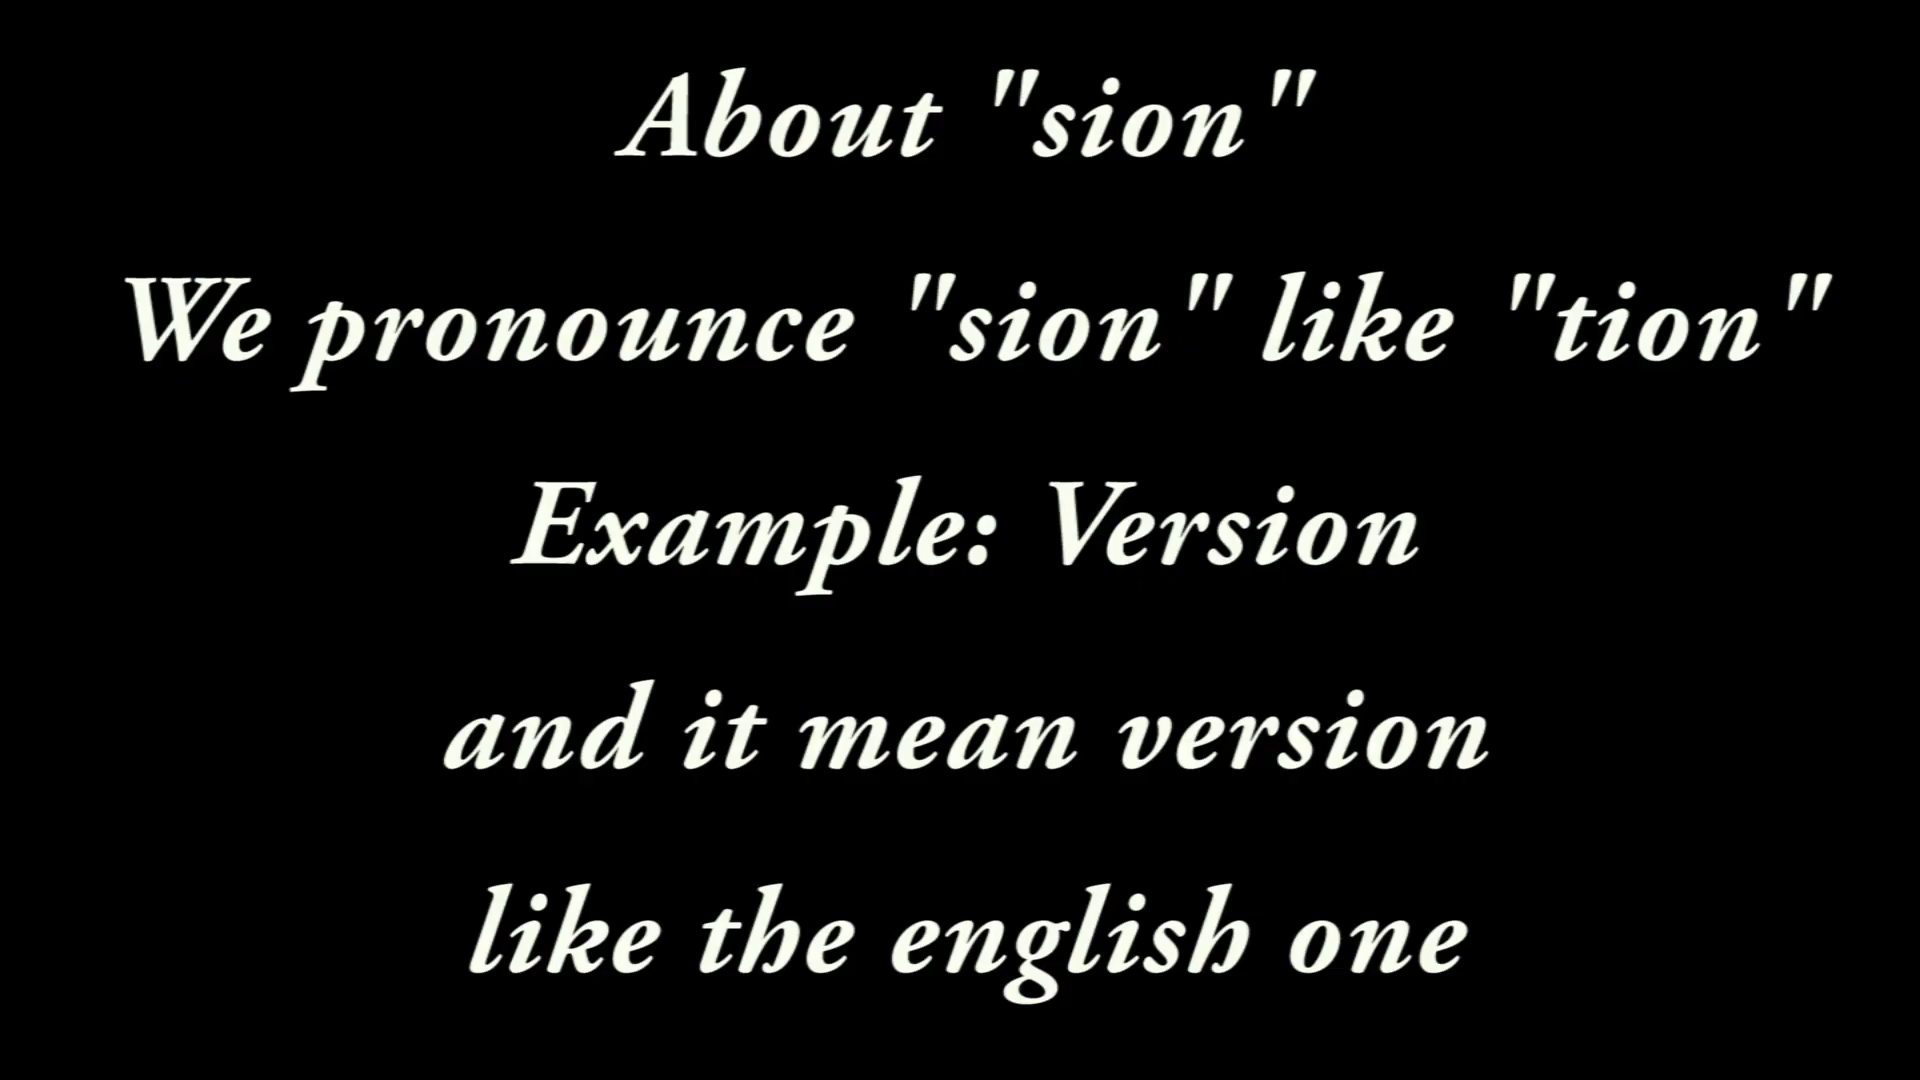 About "sion"
We pronounce "sion" like "tion"
Example: Version
and it mean version
like the english one